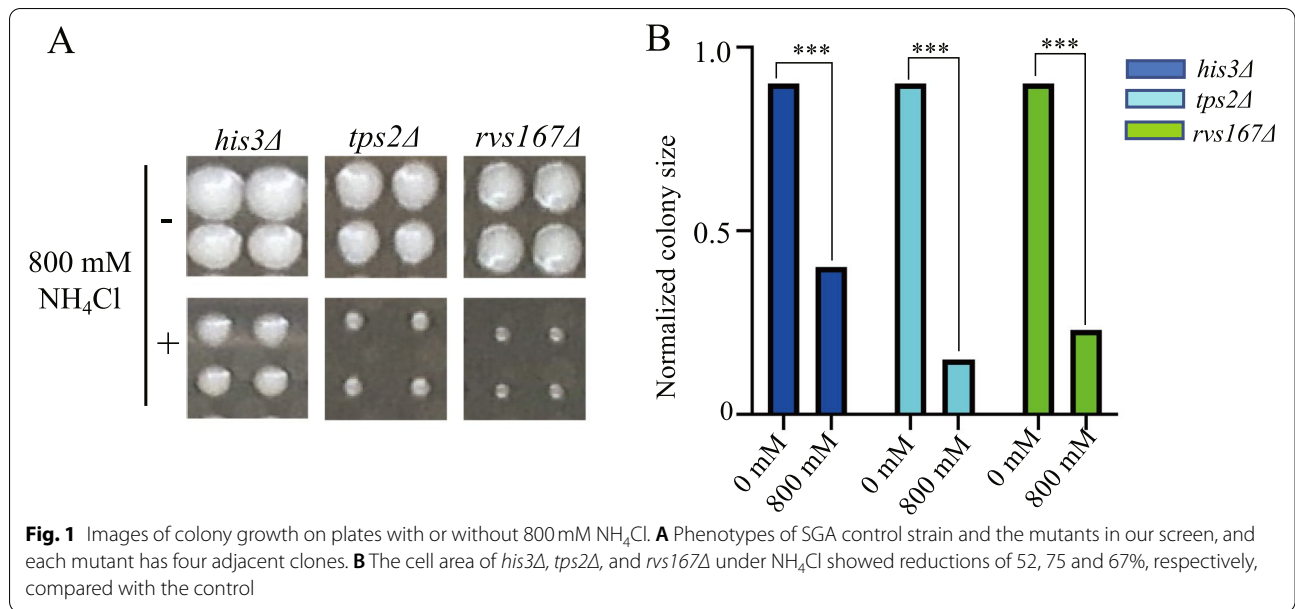 A
his3Δ tps2Δ rvs167Δ
-
800 mM
NH₄Cl
+
B
1.0
0.5
0
Normalized colony size
*** *** ***
0 mM 800 mM 0 mM 800 mM 0 mM 800 mM
his3Δ
tps2Δ
rvs167Δ
Fig. 1 Images of colony growth on plates with or without 800 mM NH₄Cl. A Phenotypes of SGA control strain and the mutants in our screen, and
each mutant has four adjacent clones. B The cell area of his3Δ, tps2Δ, and rvs167Δ under NH₄Cl showed reductions of 52, 75 and 67%, respectively,
compared with the control